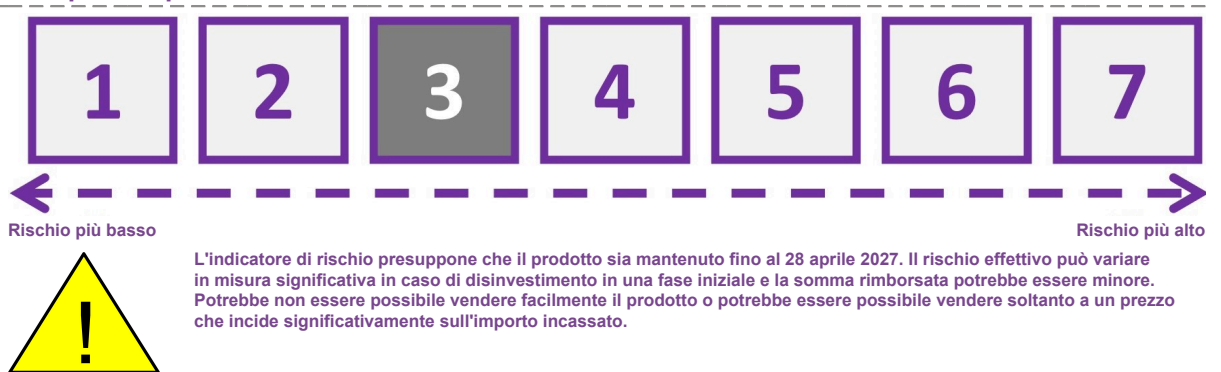 1 2 3 4 5 6 7
Rischio più basso Rischio più alto
L'indicatore di rischio presuppone che il prodotto sia mantenuto fino al 28 aprile 2027. Il rischio effettivo può variare
in misura significativa in caso di disinvestimento in una fase iniziale e la somma rimborsata potrebbe essere minore.
Potrebbe non essere possibile vendere facilmente il prodotto o potrebbe essere possibile vendere soltanto a un prezzo
che incide significativamente sull'importo incassato.
!